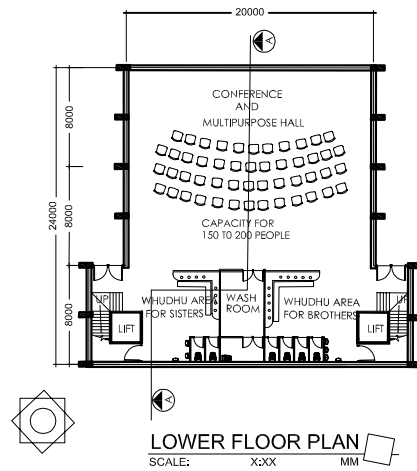 20000
A
CONFERENCE
AND
MULTIPURPOSE HALL
8000
24000
8000
CAPACITY FOR
150 TO 200 PEOPLE
8000
UP
WHUDHU AREA
FOR SISTERS
WASH
ROOM
WHUDHU AREA
FOR BROTHERS
UP
LIFT
LIFT
A
LOWER FLOOR PLAN
SCALE: X:XX MM